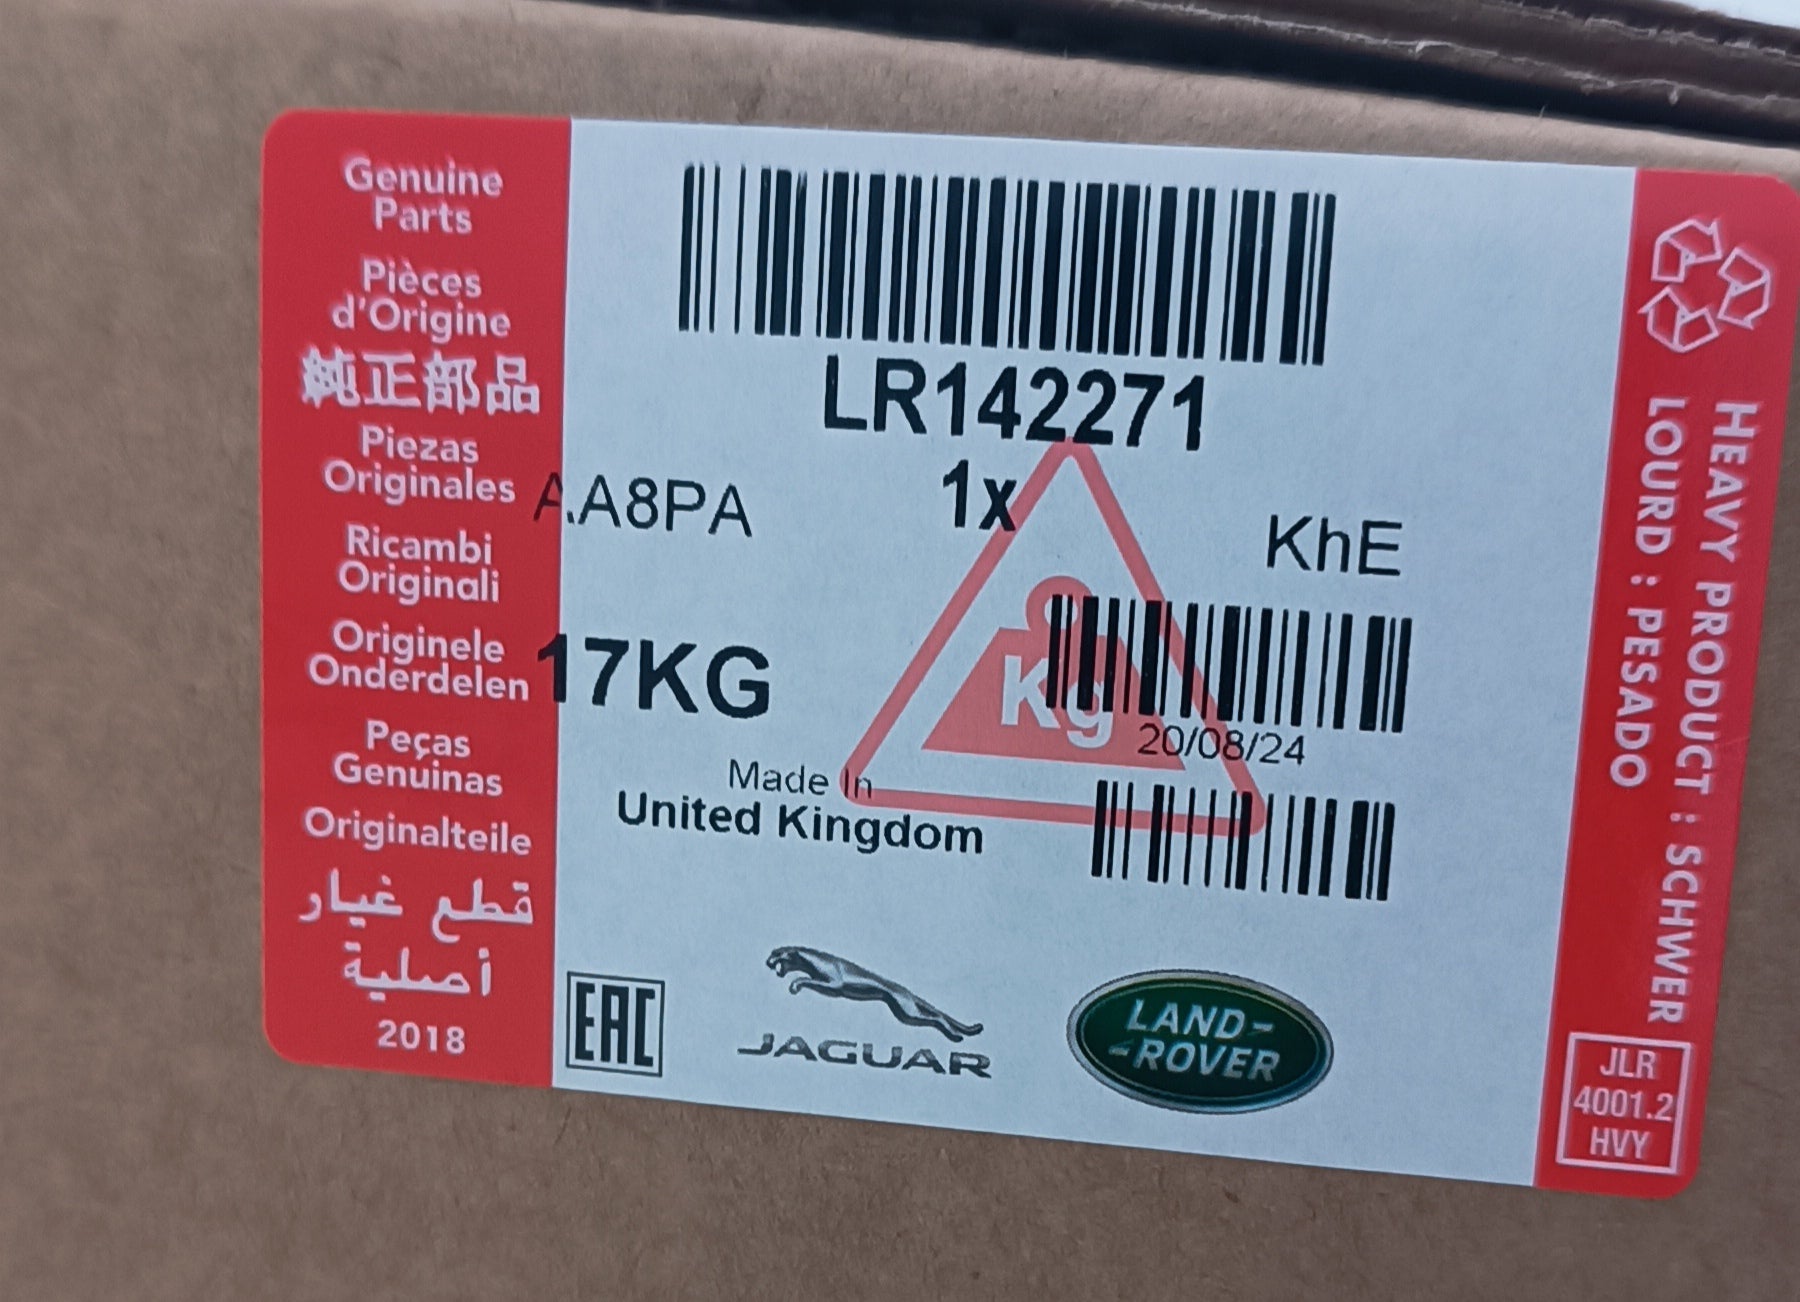 Genuine
Parts
Pièces
d'Origine
純正部品
Piezas
Originales
Ricambi
Originali
Originele
Onderdelen
Peças
Genuinas
Originalteile
قطع غيار
أصلية
2018
LR142271
1x
A.A8PA
KhE
17KG
Kg
20/08/24
Made In
United Kingdom
EAC
JAGUAR
LAND-
-ROVER
HEAVY PRODUCT : SCHWER
LOURD : PESADO
JLR
4001.2
HVY